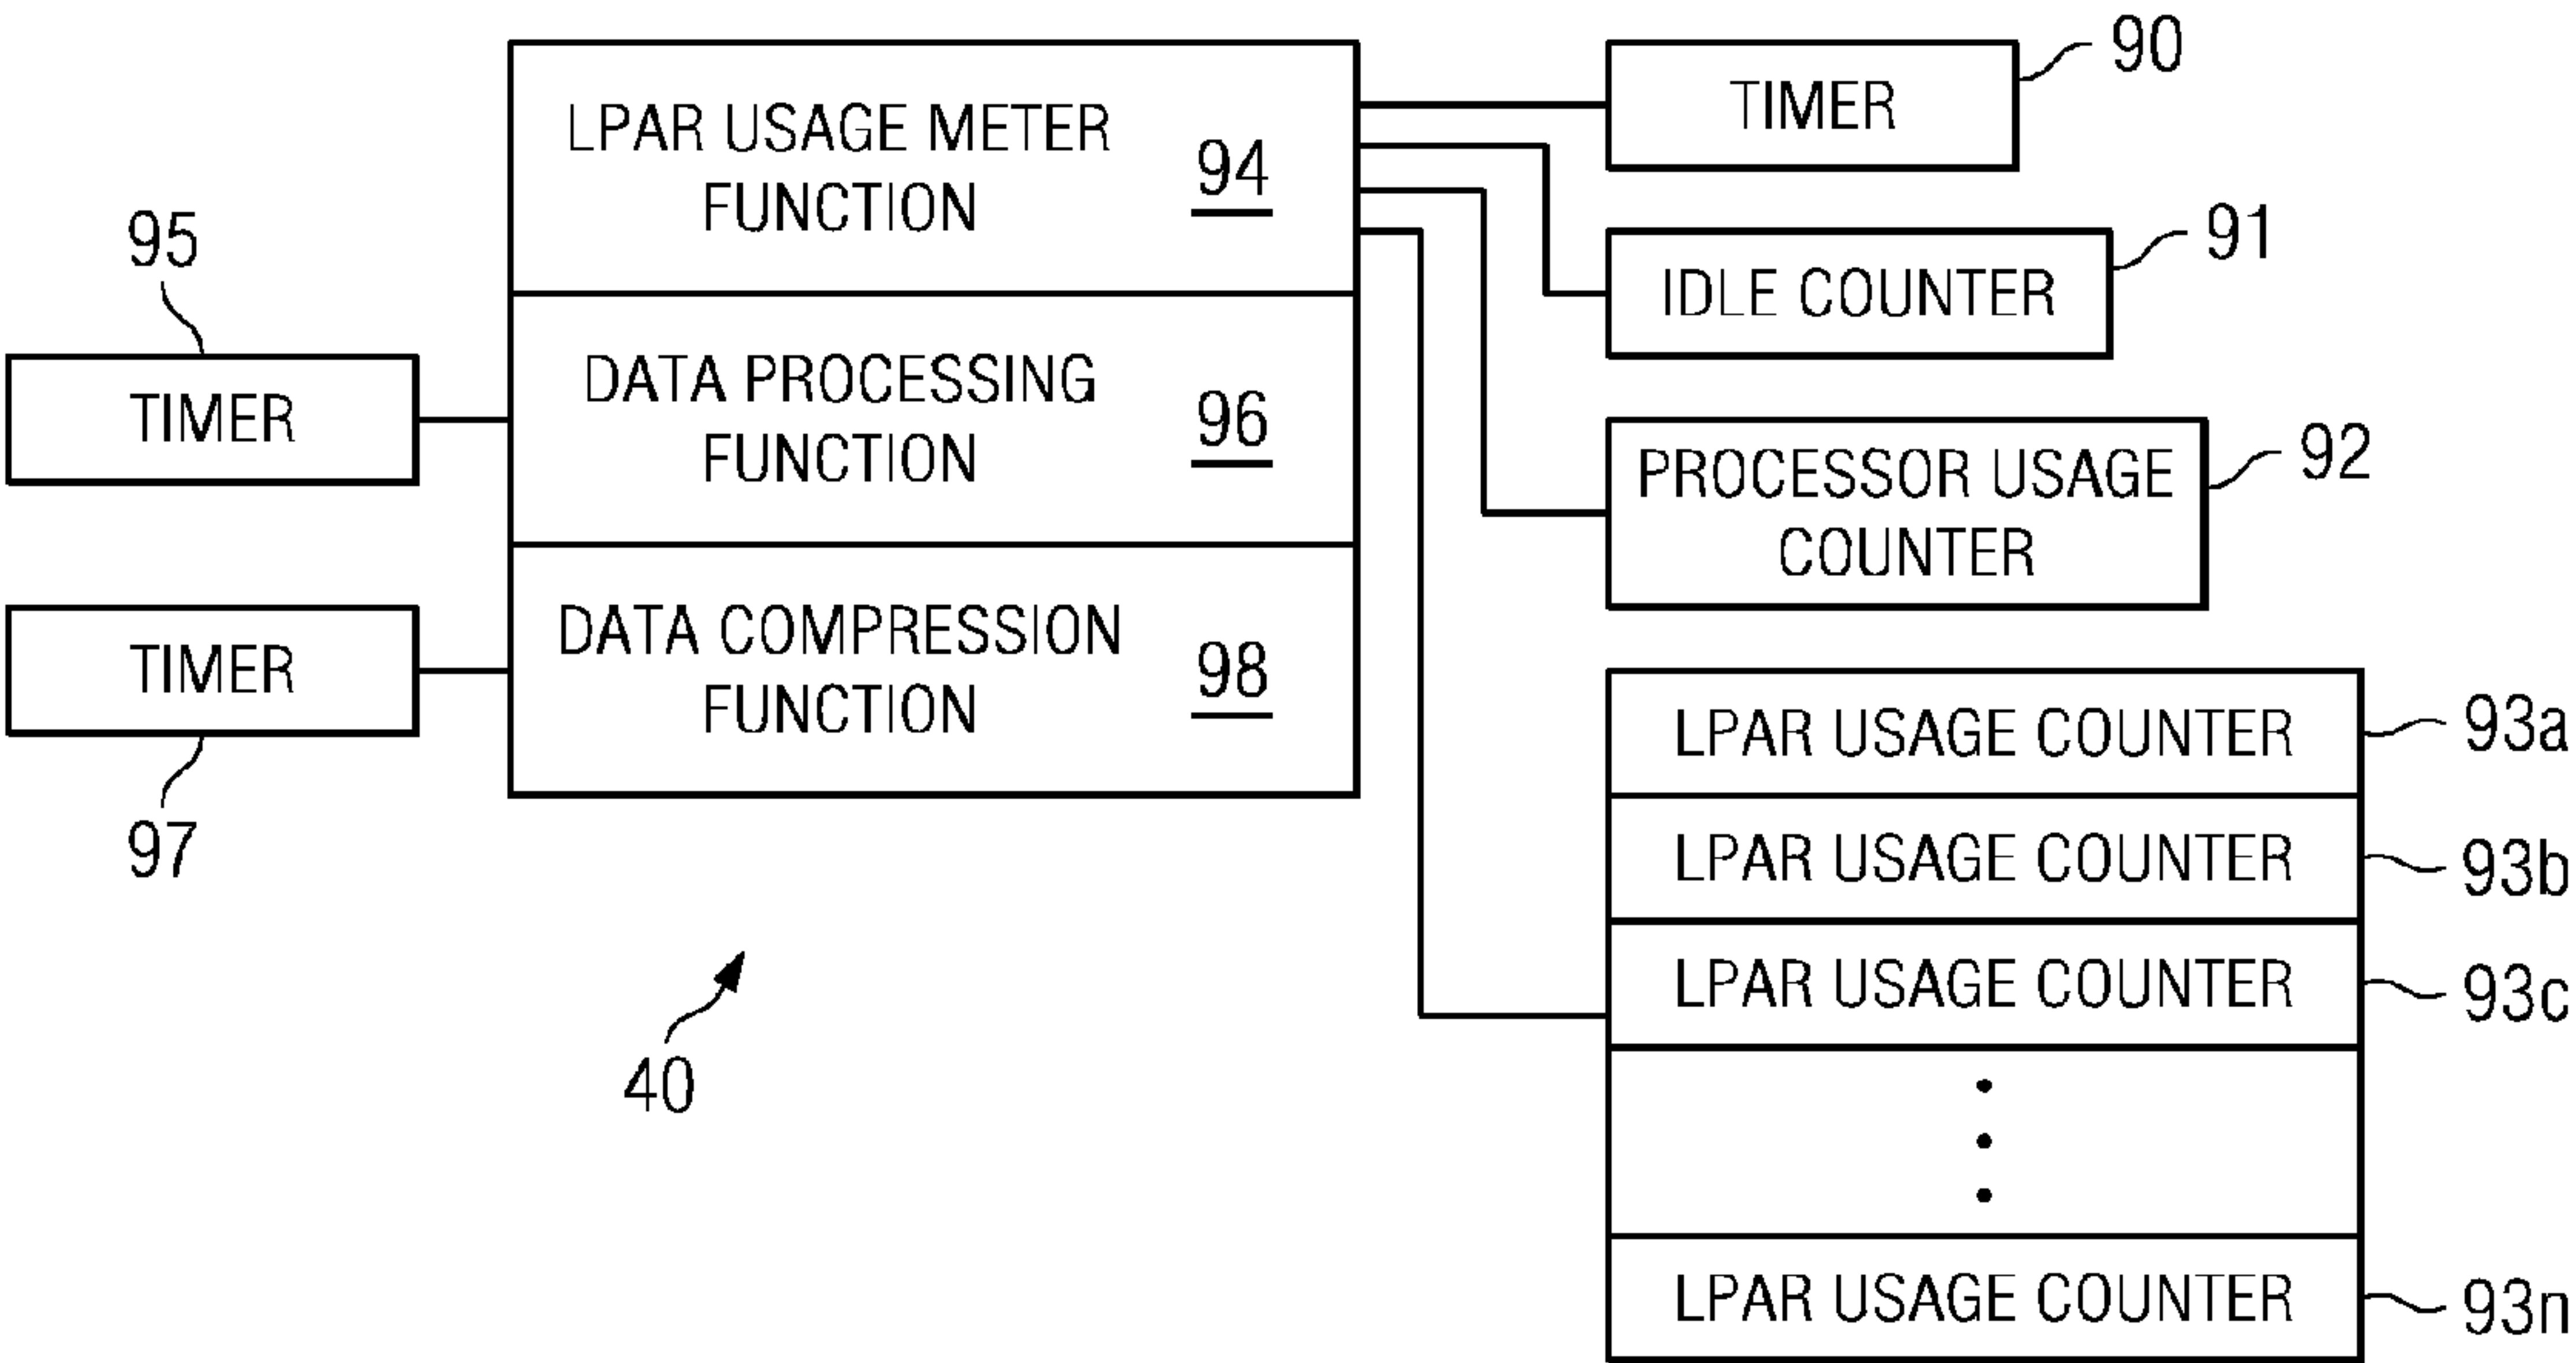 LPAR USAGE METER
FUNCTION
94
DATA PROCESSING
FUNCTION
96
DATA COMPRESSION
FUNCTION
98
95
TIMER
TIMER
97
40
TIMER
90
IDLE COUNTER
91
PROCESSOR USAGE
COUNTER
92
LPAR USAGE COUNTER
93a
LPAR USAGE COUNTER
93b
LPAR USAGE COUNTER
93c
LPAR USAGE COUNTER
93n